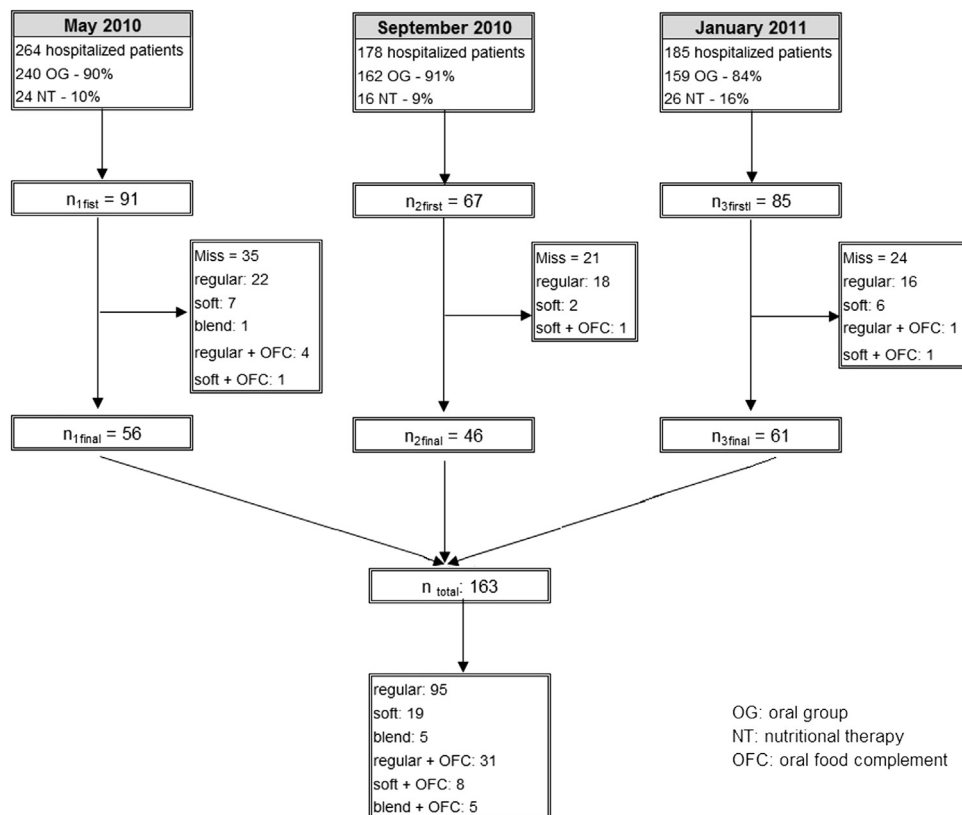 May 2010
264 hospitalized patients
240 OG - 90%
24 NT - 10%
September 2010
178 hospitalized patients
162 OG - 91%
16 NT - 9%
January 2011
185 hospitalized patients
159 OG - 84%
26 NT - 16%
n1fist = 91
n2first = 67
n3firstl = 85
Miss = 35
regular: 22
soft: 7
blend: 1
regular + OFC: 4
soft + OFC: 1
Miss = 21
regular: 18
soft: 2
soft + OFC: 1
Miss = 24
regular: 16
soft: 6
regular + OFC: 1
soft + OFC: 1
n1final = 56
n2final = 46
n3final = 61
n total: 163
regular: 95
soft: 19
blend: 5
regular + OFC: 31
soft + OFC: 8
blend + OFC: 5
OG: oral group
NT: nutritional therapy
OFC: oral food complement